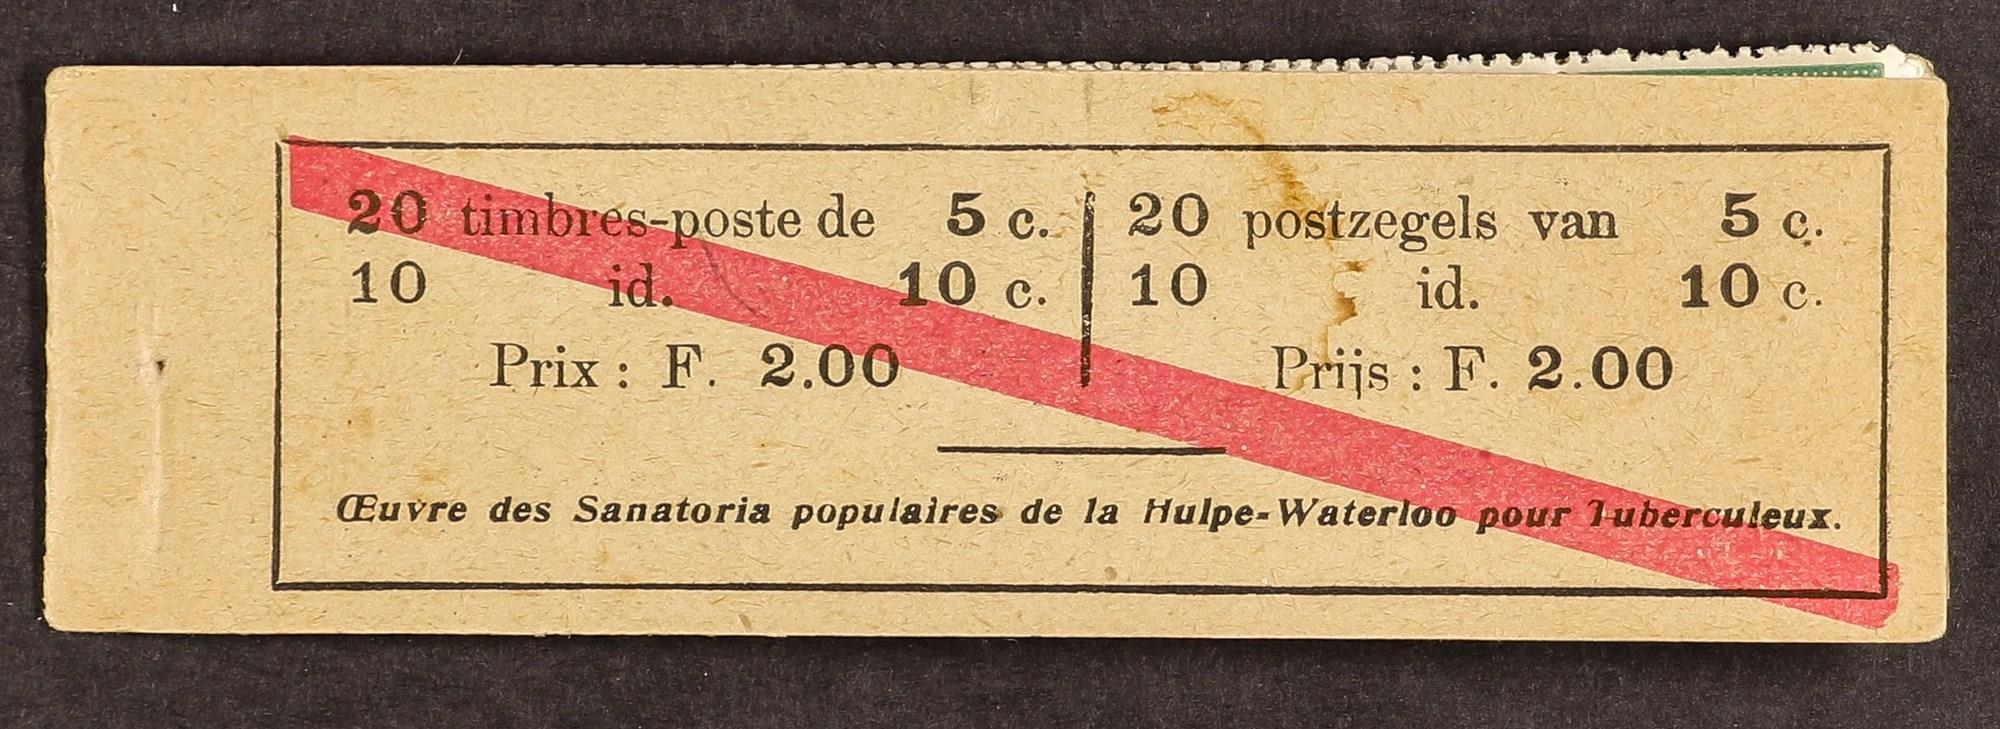 20 timbres-poste de 5 c.
10 id. 10 c.
Prix : F. 2.00
20 postzegels van 5 c.
10 id. 10 c.
Prijs : F. 2.00
Œuvre des Sanatoria populaires de la Hulpe-Waterloo pour Tuberculeux.